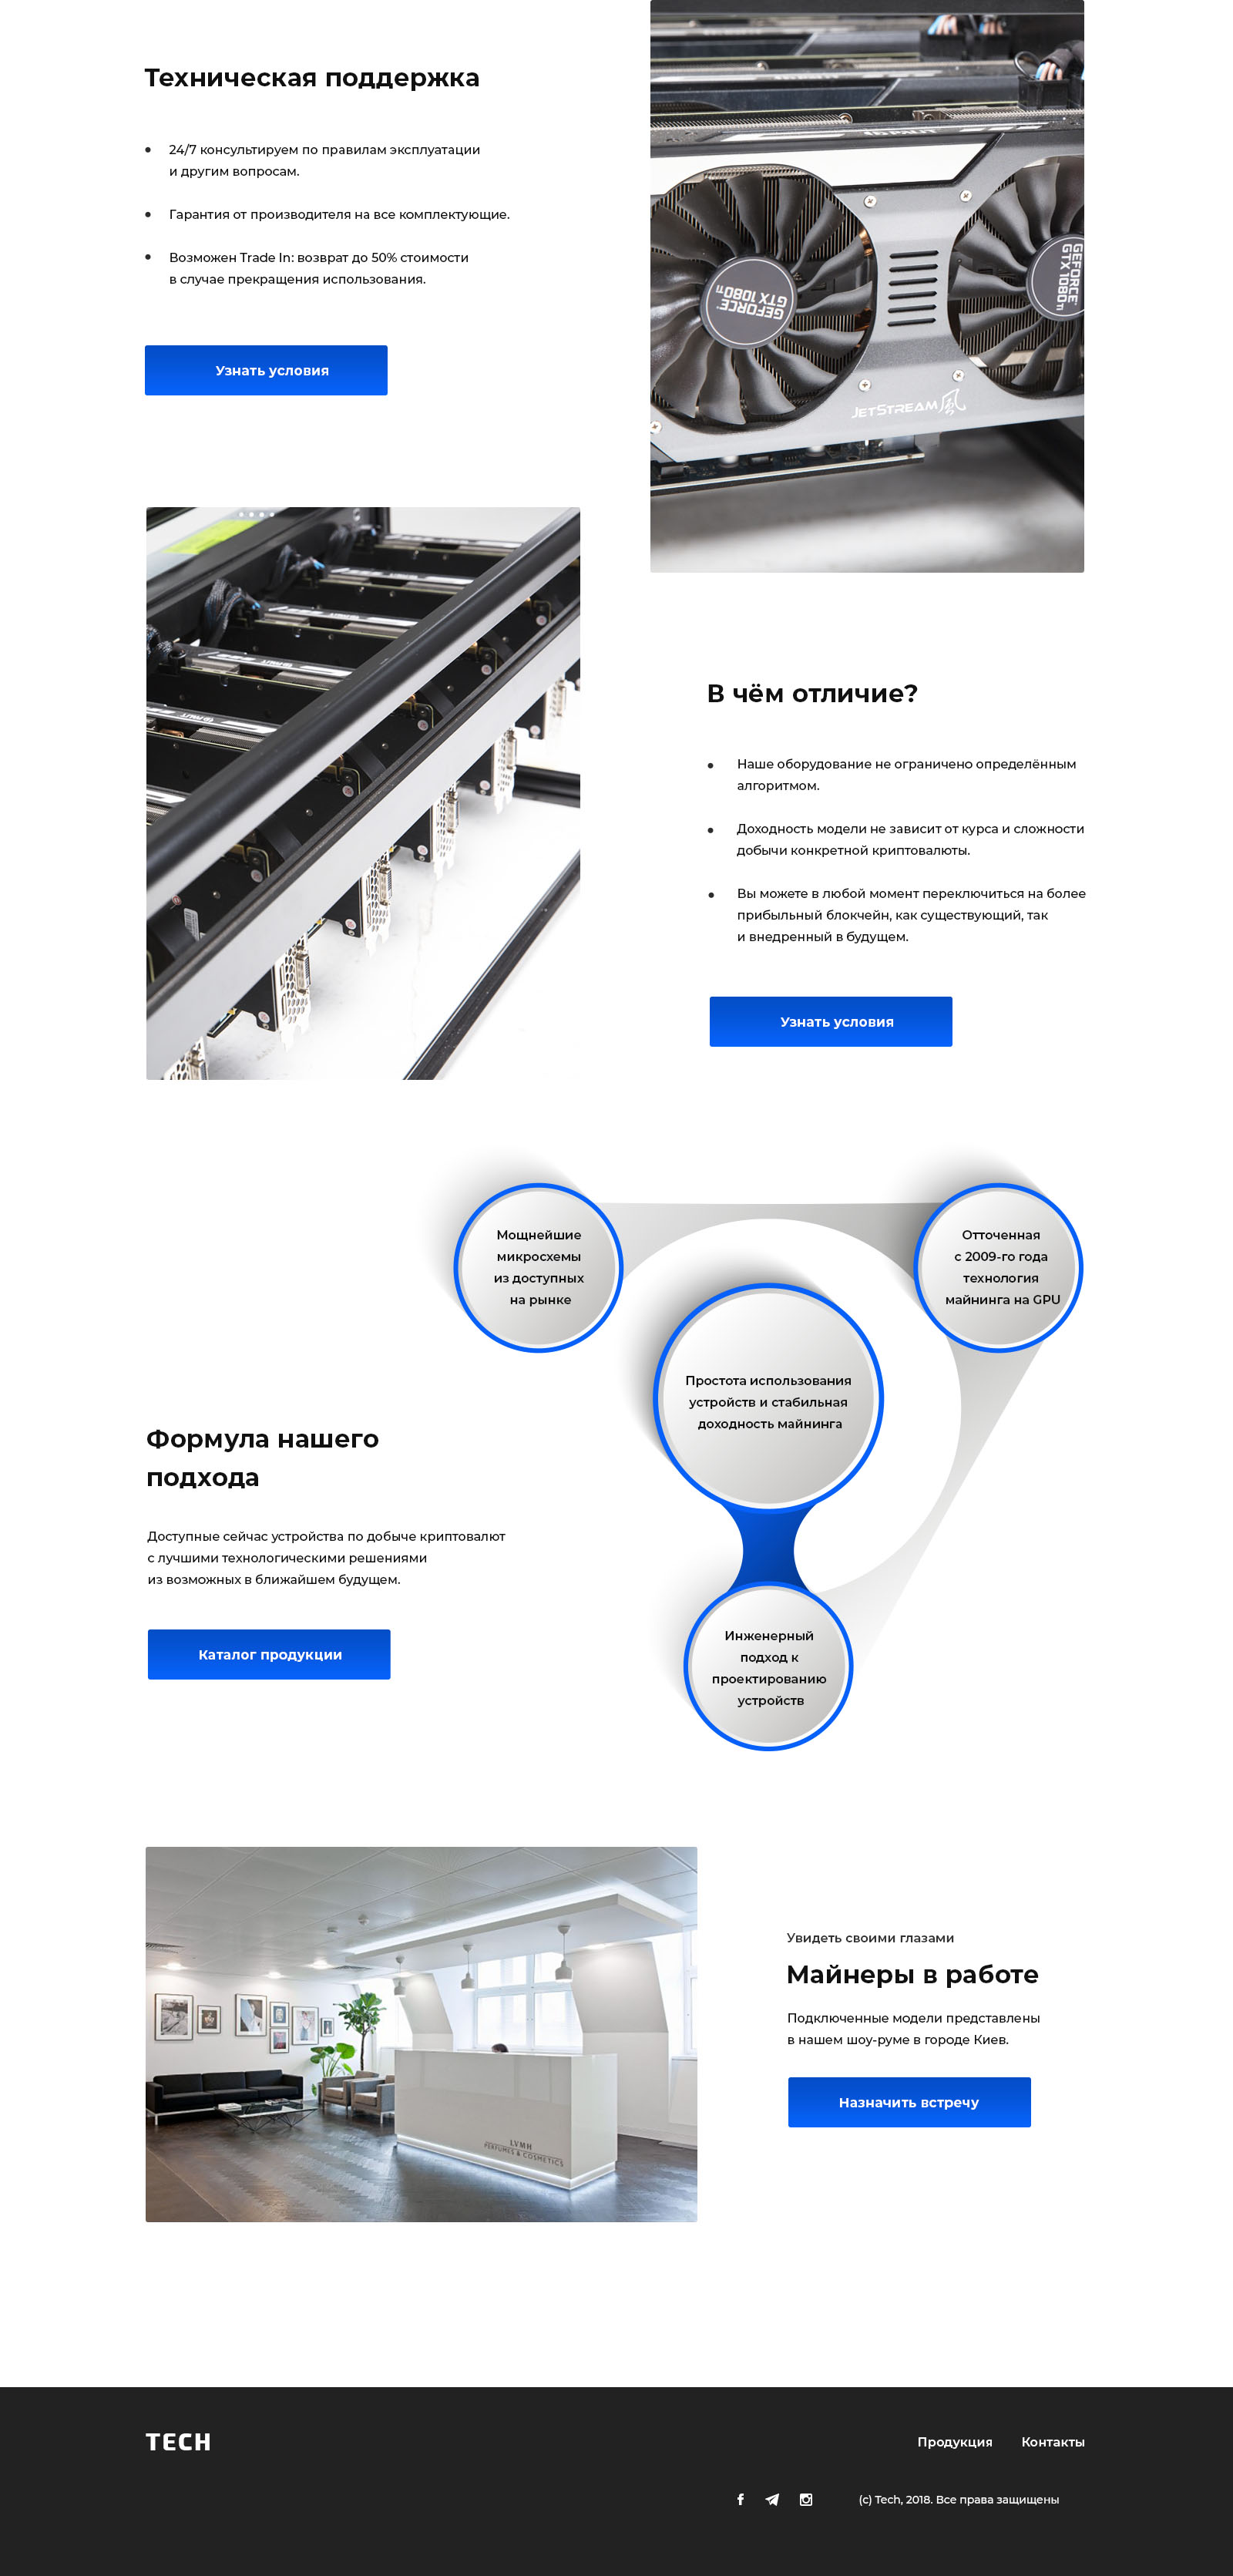 Техническая поддержка
24/7 консультируем по правилам эксплуатации
и другим вопросам.
Гарантия от производителя на все комплектующие.
Возможен Trade In: возврат до 50% стоимости
в случае прекращения использования.
Узнать условия
GEFORCE®
GTX 1080Ti
GEFORCE®
GTX 1080Ti
JETSTREAM
В чём отличие?
Наше оборудование не ограничено определённым
алгоритмом.
Доходность модели не зависит от курса и сложности
добычи конкретной криптовалюты.
Вы можете в любой момент переключиться на более
прибыльный блокчейн, как существующий, так
и внедренный в будущем.
Узнать условия
Мощнейшие
микросхемы
из доступных
на рынке
Отточенная
с 2009-го года
технология
майнинга на GPU
Простота использования
устройств и стабильная
доходность майнинга
Формула нашего
подхода
Доступные сейчас устройства по добыче криптовалют
с лучшими технологическими решениями
из возможных в ближайшем будущем.
Каталог продукции
Инженерный
подход к
проектированию
устройств
LVMH
PERFUMES & COSMETICS
Увидеть своими глазами
Майнеры в работе
Подключенные модели представлены
в нашем шоу-руме в городе Киев.
Назначить встречу
TECH
Продукция
Контакты
(с) Tech, 2018. Все права защищены